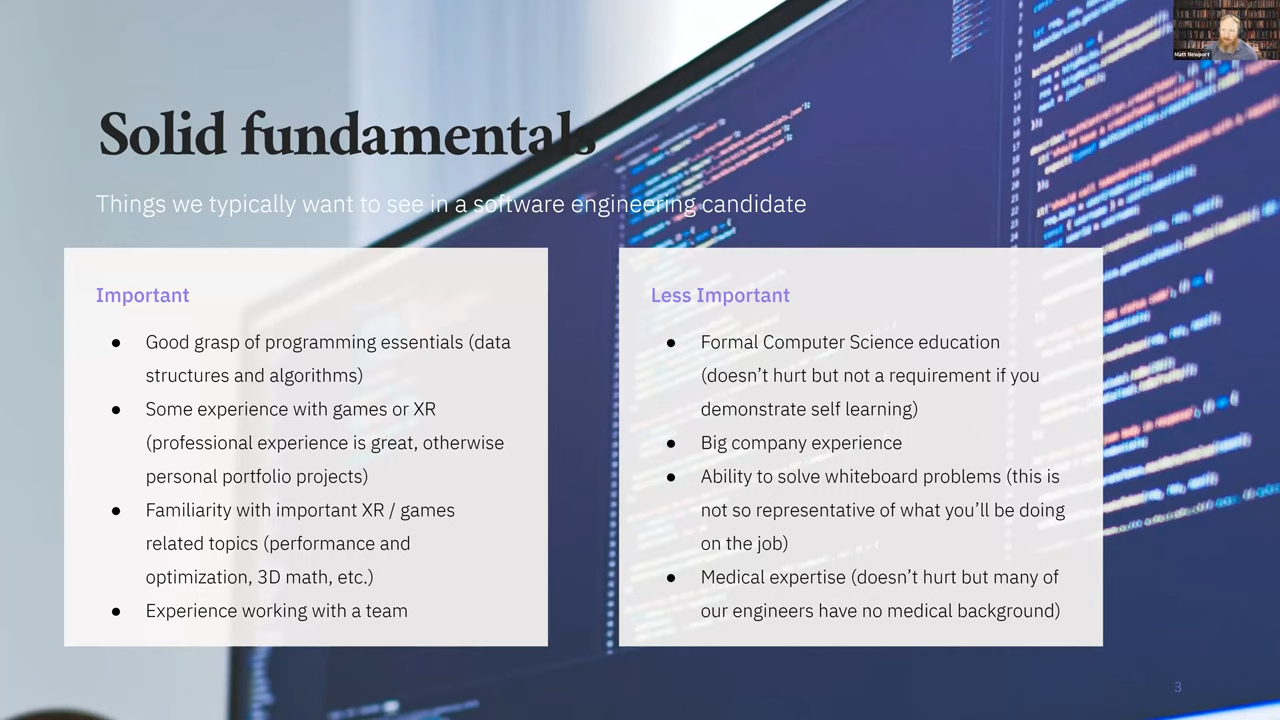 Matt Newport
Solid fundamentals
Things we typically want to see in a software engineering candidate
Important
● Good grasp of programming essentials (data
structures and algorithms)
● Some experience with games or XR
(professional experience is great, otherwise
personal portfolio projects)
● Familiarity with important XR / games
related topics (performance and
optimization, 3D math, etc.)
● Experience working with a team
Less Important
● Formal Computer Science education
(doesn’t hurt but not a requirement if you
demonstrate self learning)
● Big company experience
● Ability to solve whiteboard problems (this is
not so representative of what you’ll be doing
on the job)
● Medical expertise (doesn’t hurt but many of
our engineers have no medical background)
3